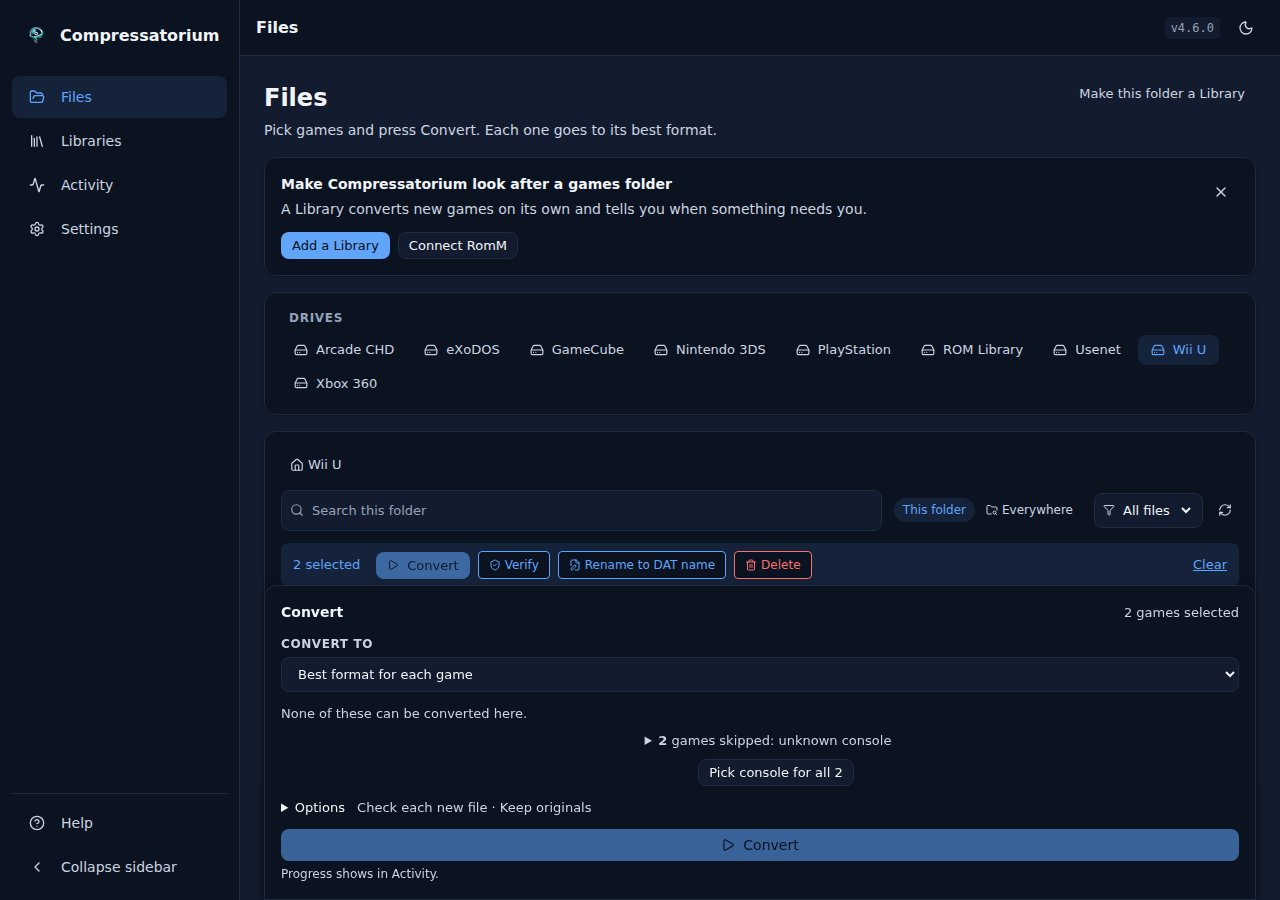 Compressatorium
Files
Libraries
Activity
Settings
Help
Collapse sidebar
Files
v4.6.0
Files
Make this folder a Library
Pick games and press Convert. Each one goes to its best format.
Make Compressatorium look after a games folder
A Library converts new games on its own and tells you when something needs you.
Add a Library
Connect RomM
DRIVES
Arcade CHD
eXoDOS
GameCube
Nintendo 3DS
PlayStation
ROM Library
Usenet
Wii U
Xbox 360
Wii U
Search this folder
This folder
Everywhere
All files
2 selected
Convert
Verify
Rename to DAT name
Delete
Clear
Convert
2 games selected
CONVERT TO
Best format for each game
None of these can be converted here.
2 games skipped: unknown console
Pick console for all 2
Options Check each new file · Keep originals
Convert
Progress shows in Activity.